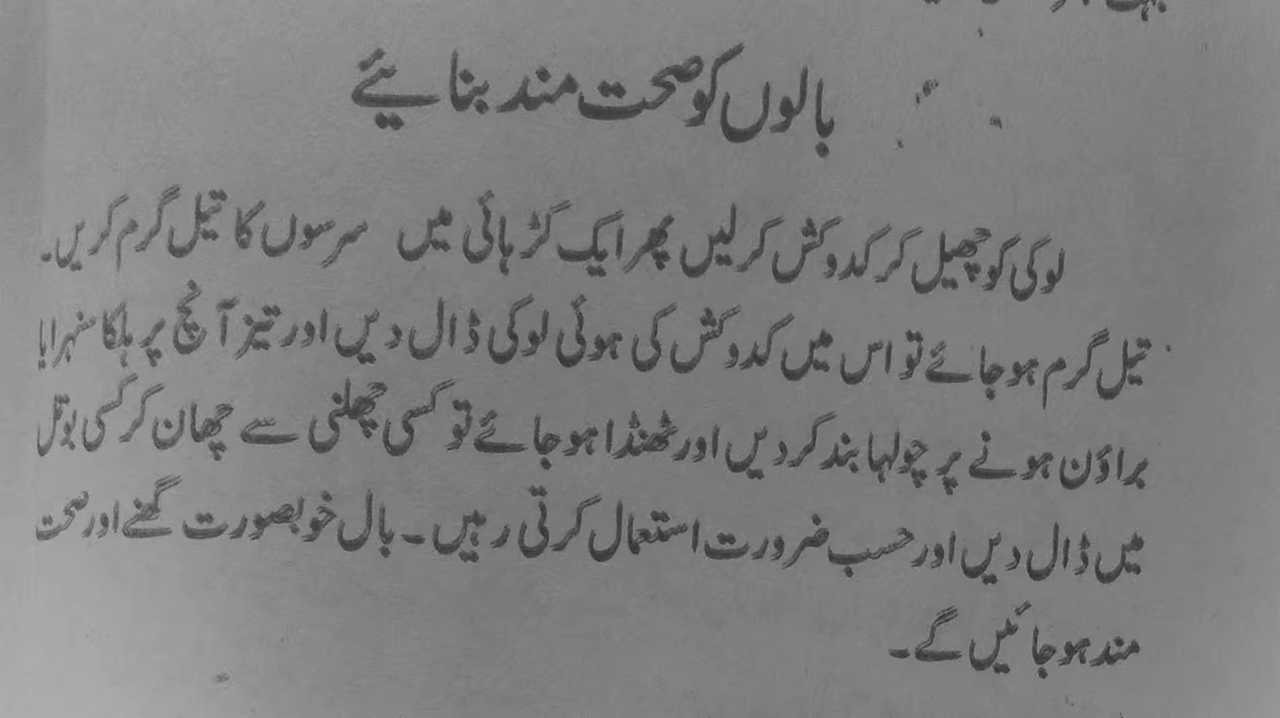 بالوں کو صحت مند بنایئے
لوکی کو چھیل کر کدوکش کر لیں پھر ایک کڑہائی میں سرسوں کا تیل گرم کریں۔
تیل گرم ہو جائے تو اس میں کدوکش کی ہوئی لوکی ڈال دیں اور تیز آنچ پر ہلکا سنہرا یا
براؤن ہونے پر چولہا بند کر دیں اور ٹھنڈا ہو جائے تو کسی چھلنی سے چھان کر کسی بوتل
میں ڈال دیں اور حسب ضرورت استعمال کرتی رہیں۔ بال خوبصورت گھنے اور صحت
مند ہو جائیں گے۔